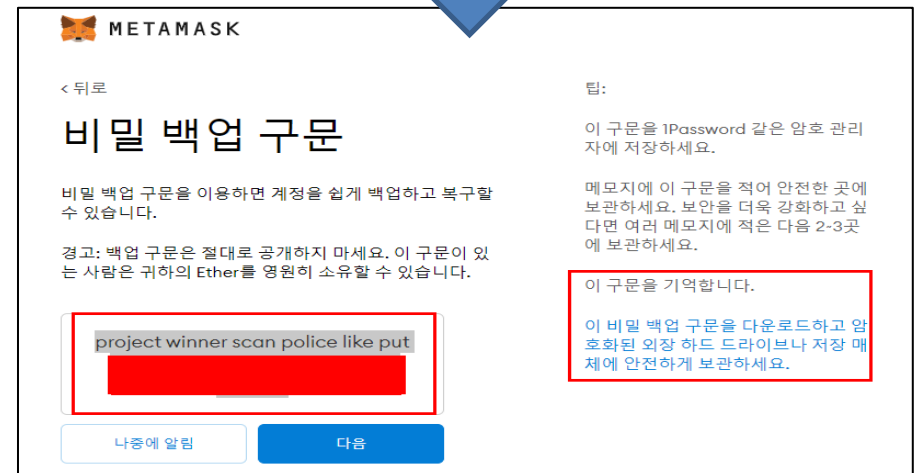 METAMASK
< 뒤로
비밀 백업 구문
비밀 백업 구문을 이용하면 계정을 쉽게 백업하고 복구할
수 있습니다.
경고: 백업 구문은 절대로 공개하지 마세요. 이 구문이 있
는 사람은 귀하의 Ether를 영원히 소유할 수 있습니다.
project winner scan police like put
나중에 알림
다음
팁:
이 구문을 1Password 같은 암호 관리
자에 저장하세요.
메모지에 이 구문을 적어 안전한 곳에
보관하세요. 보안을 더욱 강화하고 싶
다면 여러 메모지에 적은 다음 2-3곳
에 보관하세요.
이 구문을 기억합니다.
이 비밀 백업 구문을 다운로드하고 암
호화된 외장 하드 드라이브나 저장 매
체에 안전하게 보관하세요.